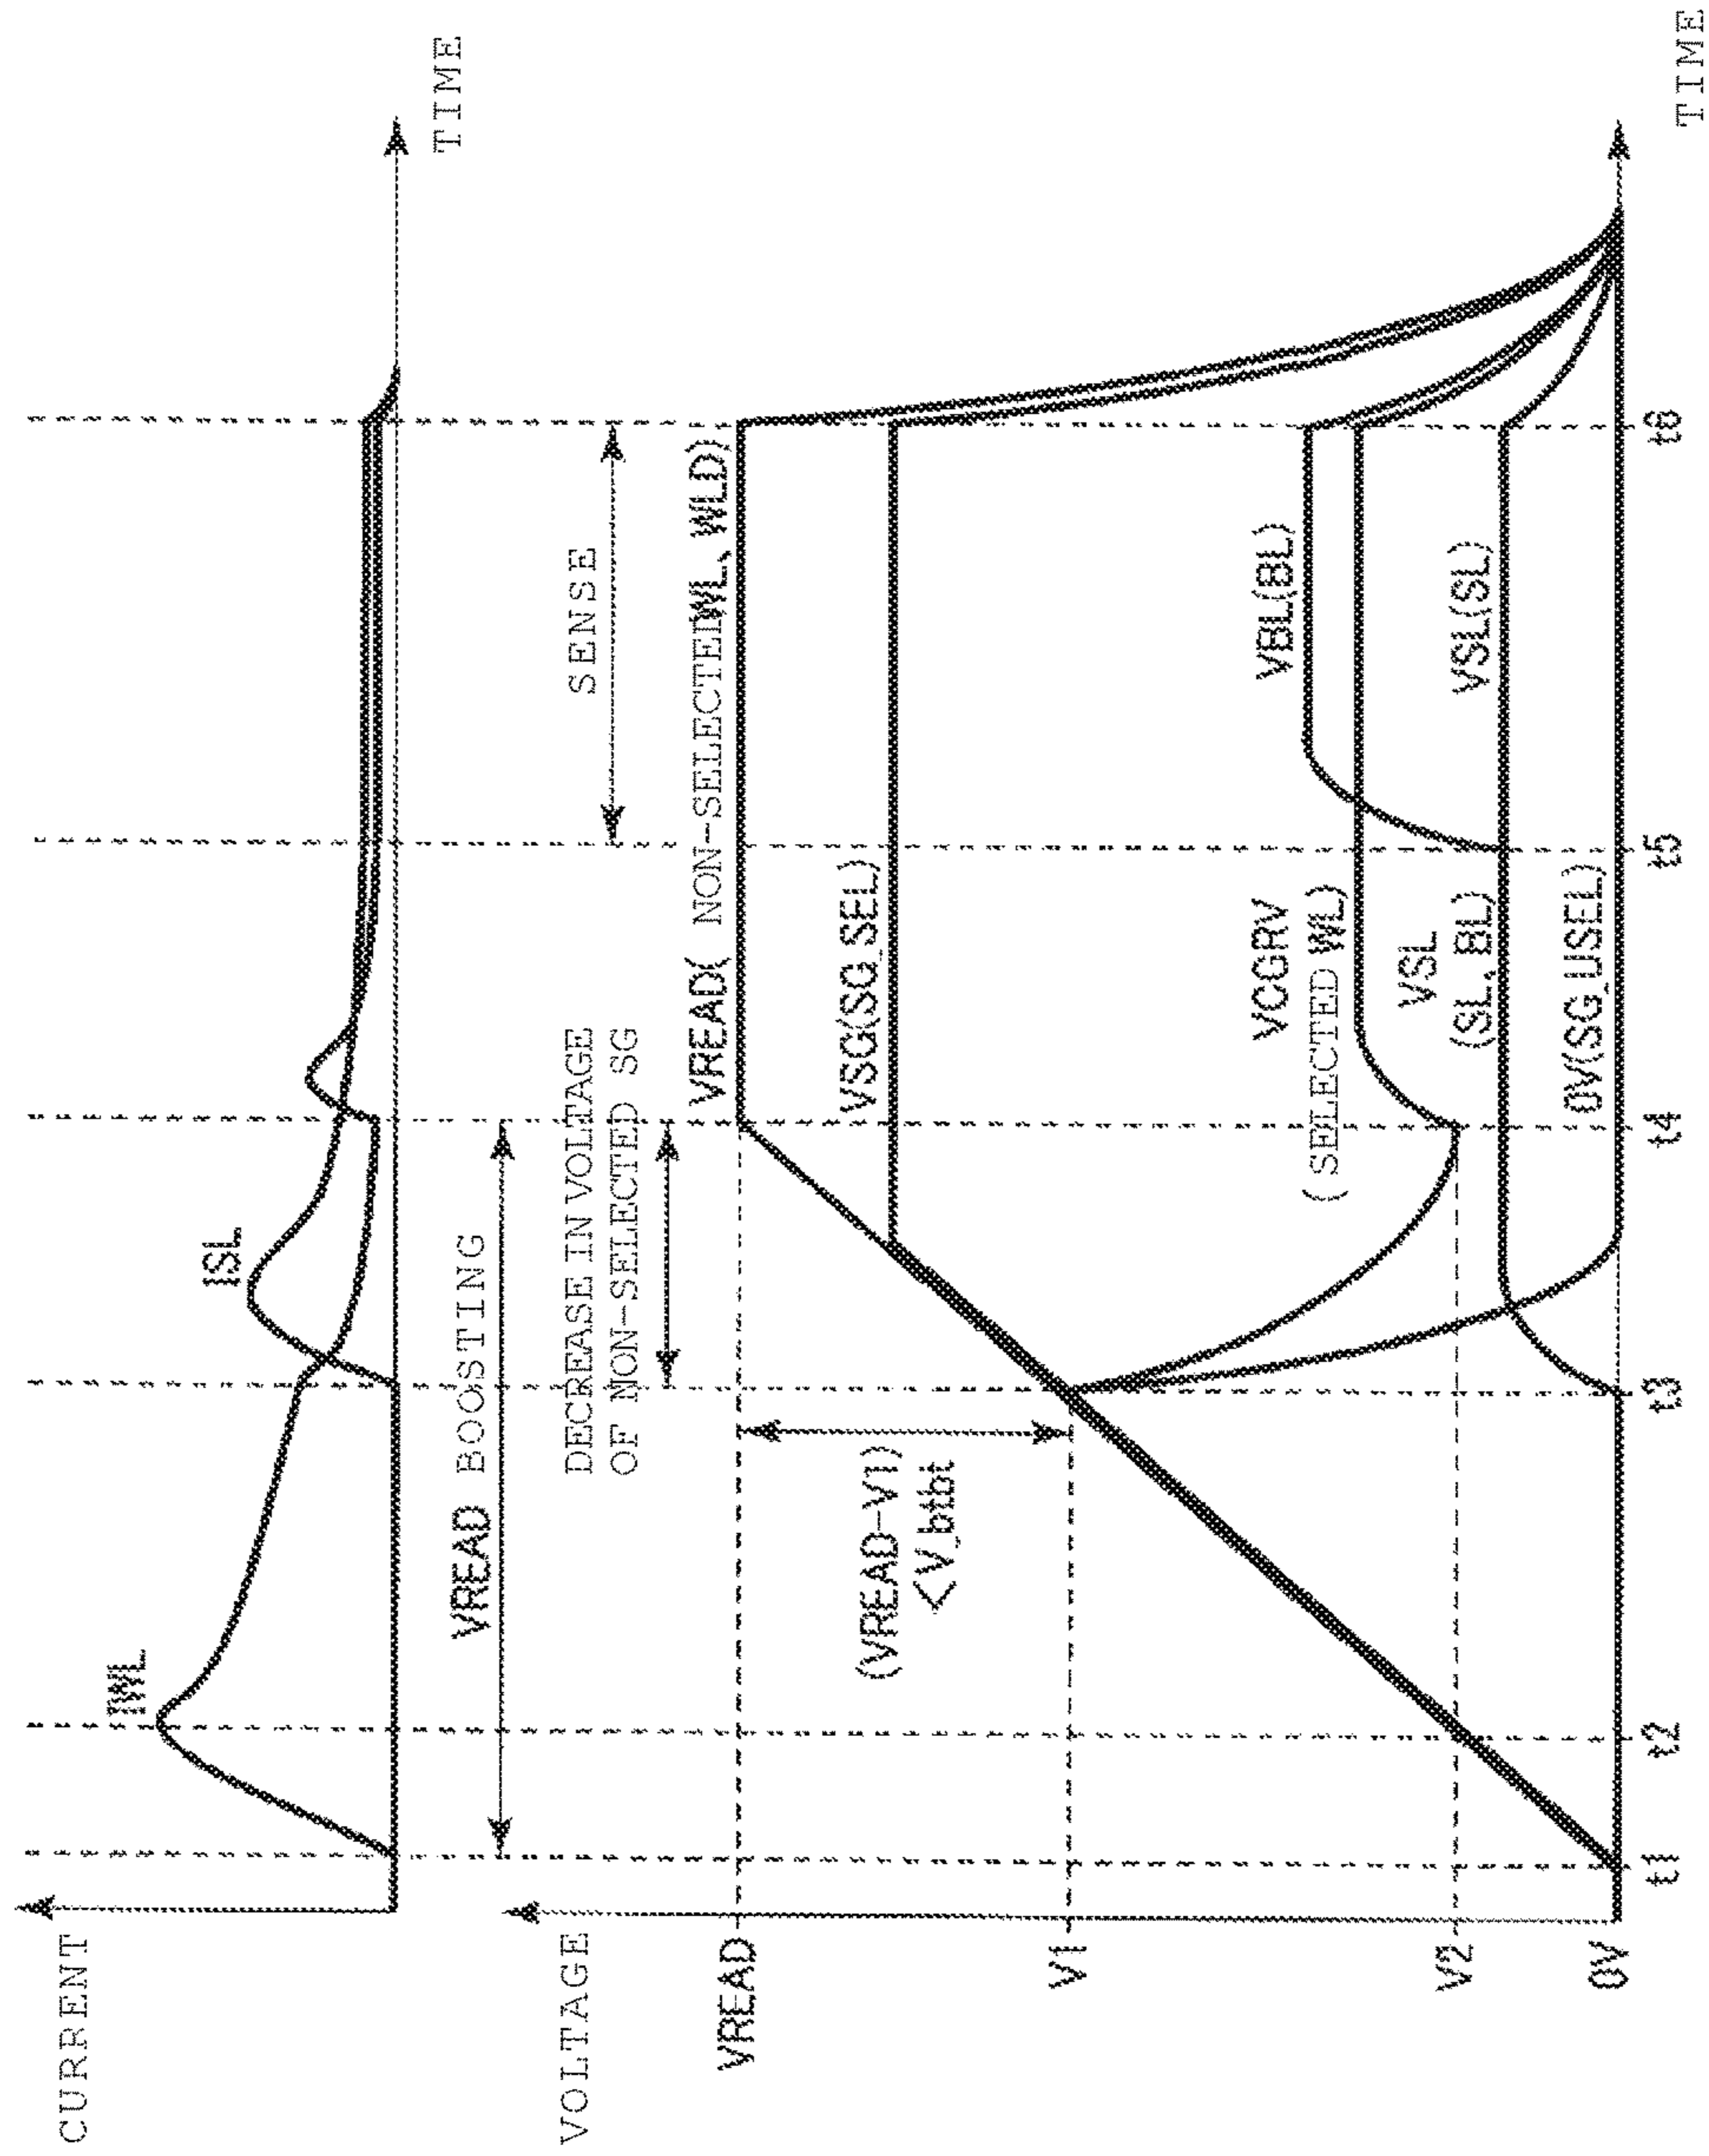 CURRENT
IWL
ISL
TIME
VREAD BOOSTING
VOLTAGE
DECREASE IN VOLTAGE
OF NON-SELECTED SG
SENSE
VREAD
VREAD( NON-SELECTEDWL、WLD)
(VREAD-V1)
<V_btbt
VSG(SG_SEL)
V1
VCGRV
( SELECTED WL)
VBL(BL)
V2
VSL
(SL、BL)
VSL(SL)
0V
0V(SG_USEL)
t1
t2
t3
t4
t5
t6
TIME